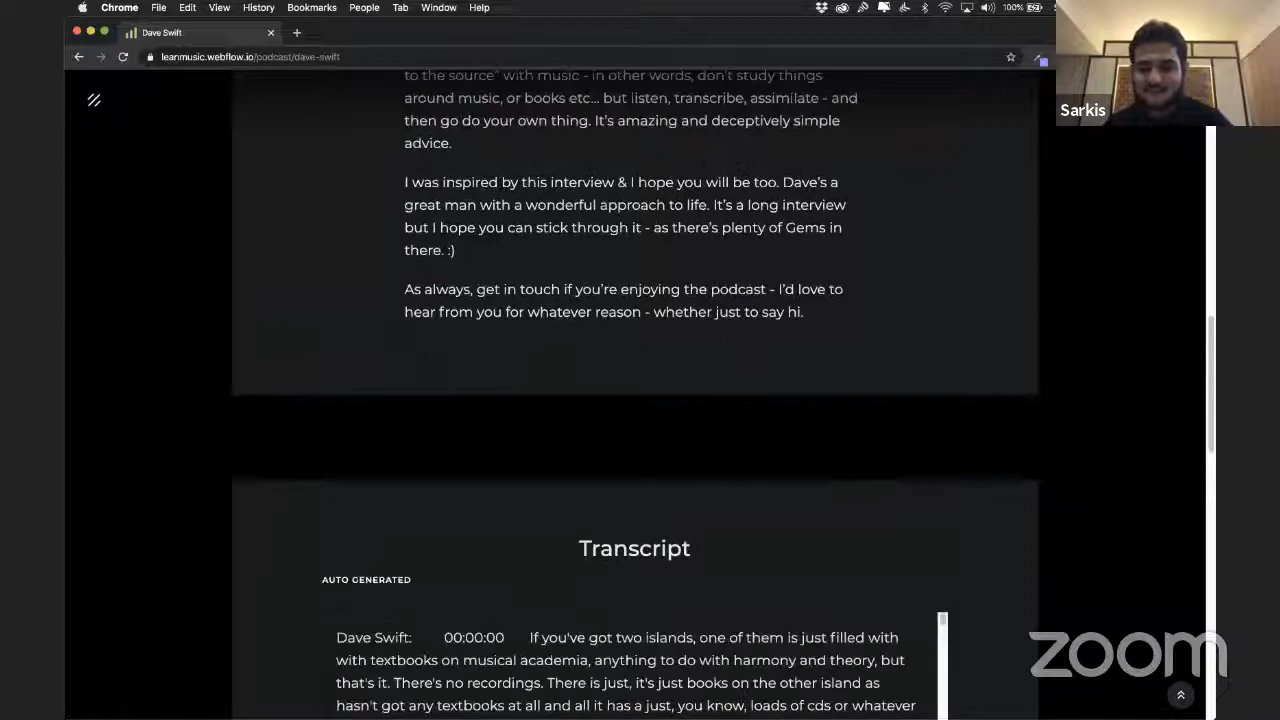 Chrome File Edit View History Bookmarks People Tab Window Help 100%
Dave Swift
leanmusic.webflow.io/podcast/dave-swift
Sarkis
to the source" with music - in other words, don't study things
around music, or books etc... but listen, transcribe, assimilate - and
then go do your own thing. It's amazing and deceptively simple
advice.
I was inspired by this interview & I hope you will be too. Dave's a
great man with a wonderful approach to life. It's a long interview
but I hope you can stick through it - as there's plenty of Gems in
there. :)
As always, get in touch if you're enjoying the podcast - I'd love to
hear from you for whatever reason - whether just to say hi.
Transcript
AUTO GENERATED
Dave Swift: 00:00:00 If you've got two islands, one of them is just filled with
with textbooks on musical academia, anything to do with harmony and theory, but
that's it. There's no recordings. There is just, it's just books on the other island as
hasn't got any textbooks at all and all it has a just, you know, loads of cds or whatever
zoom